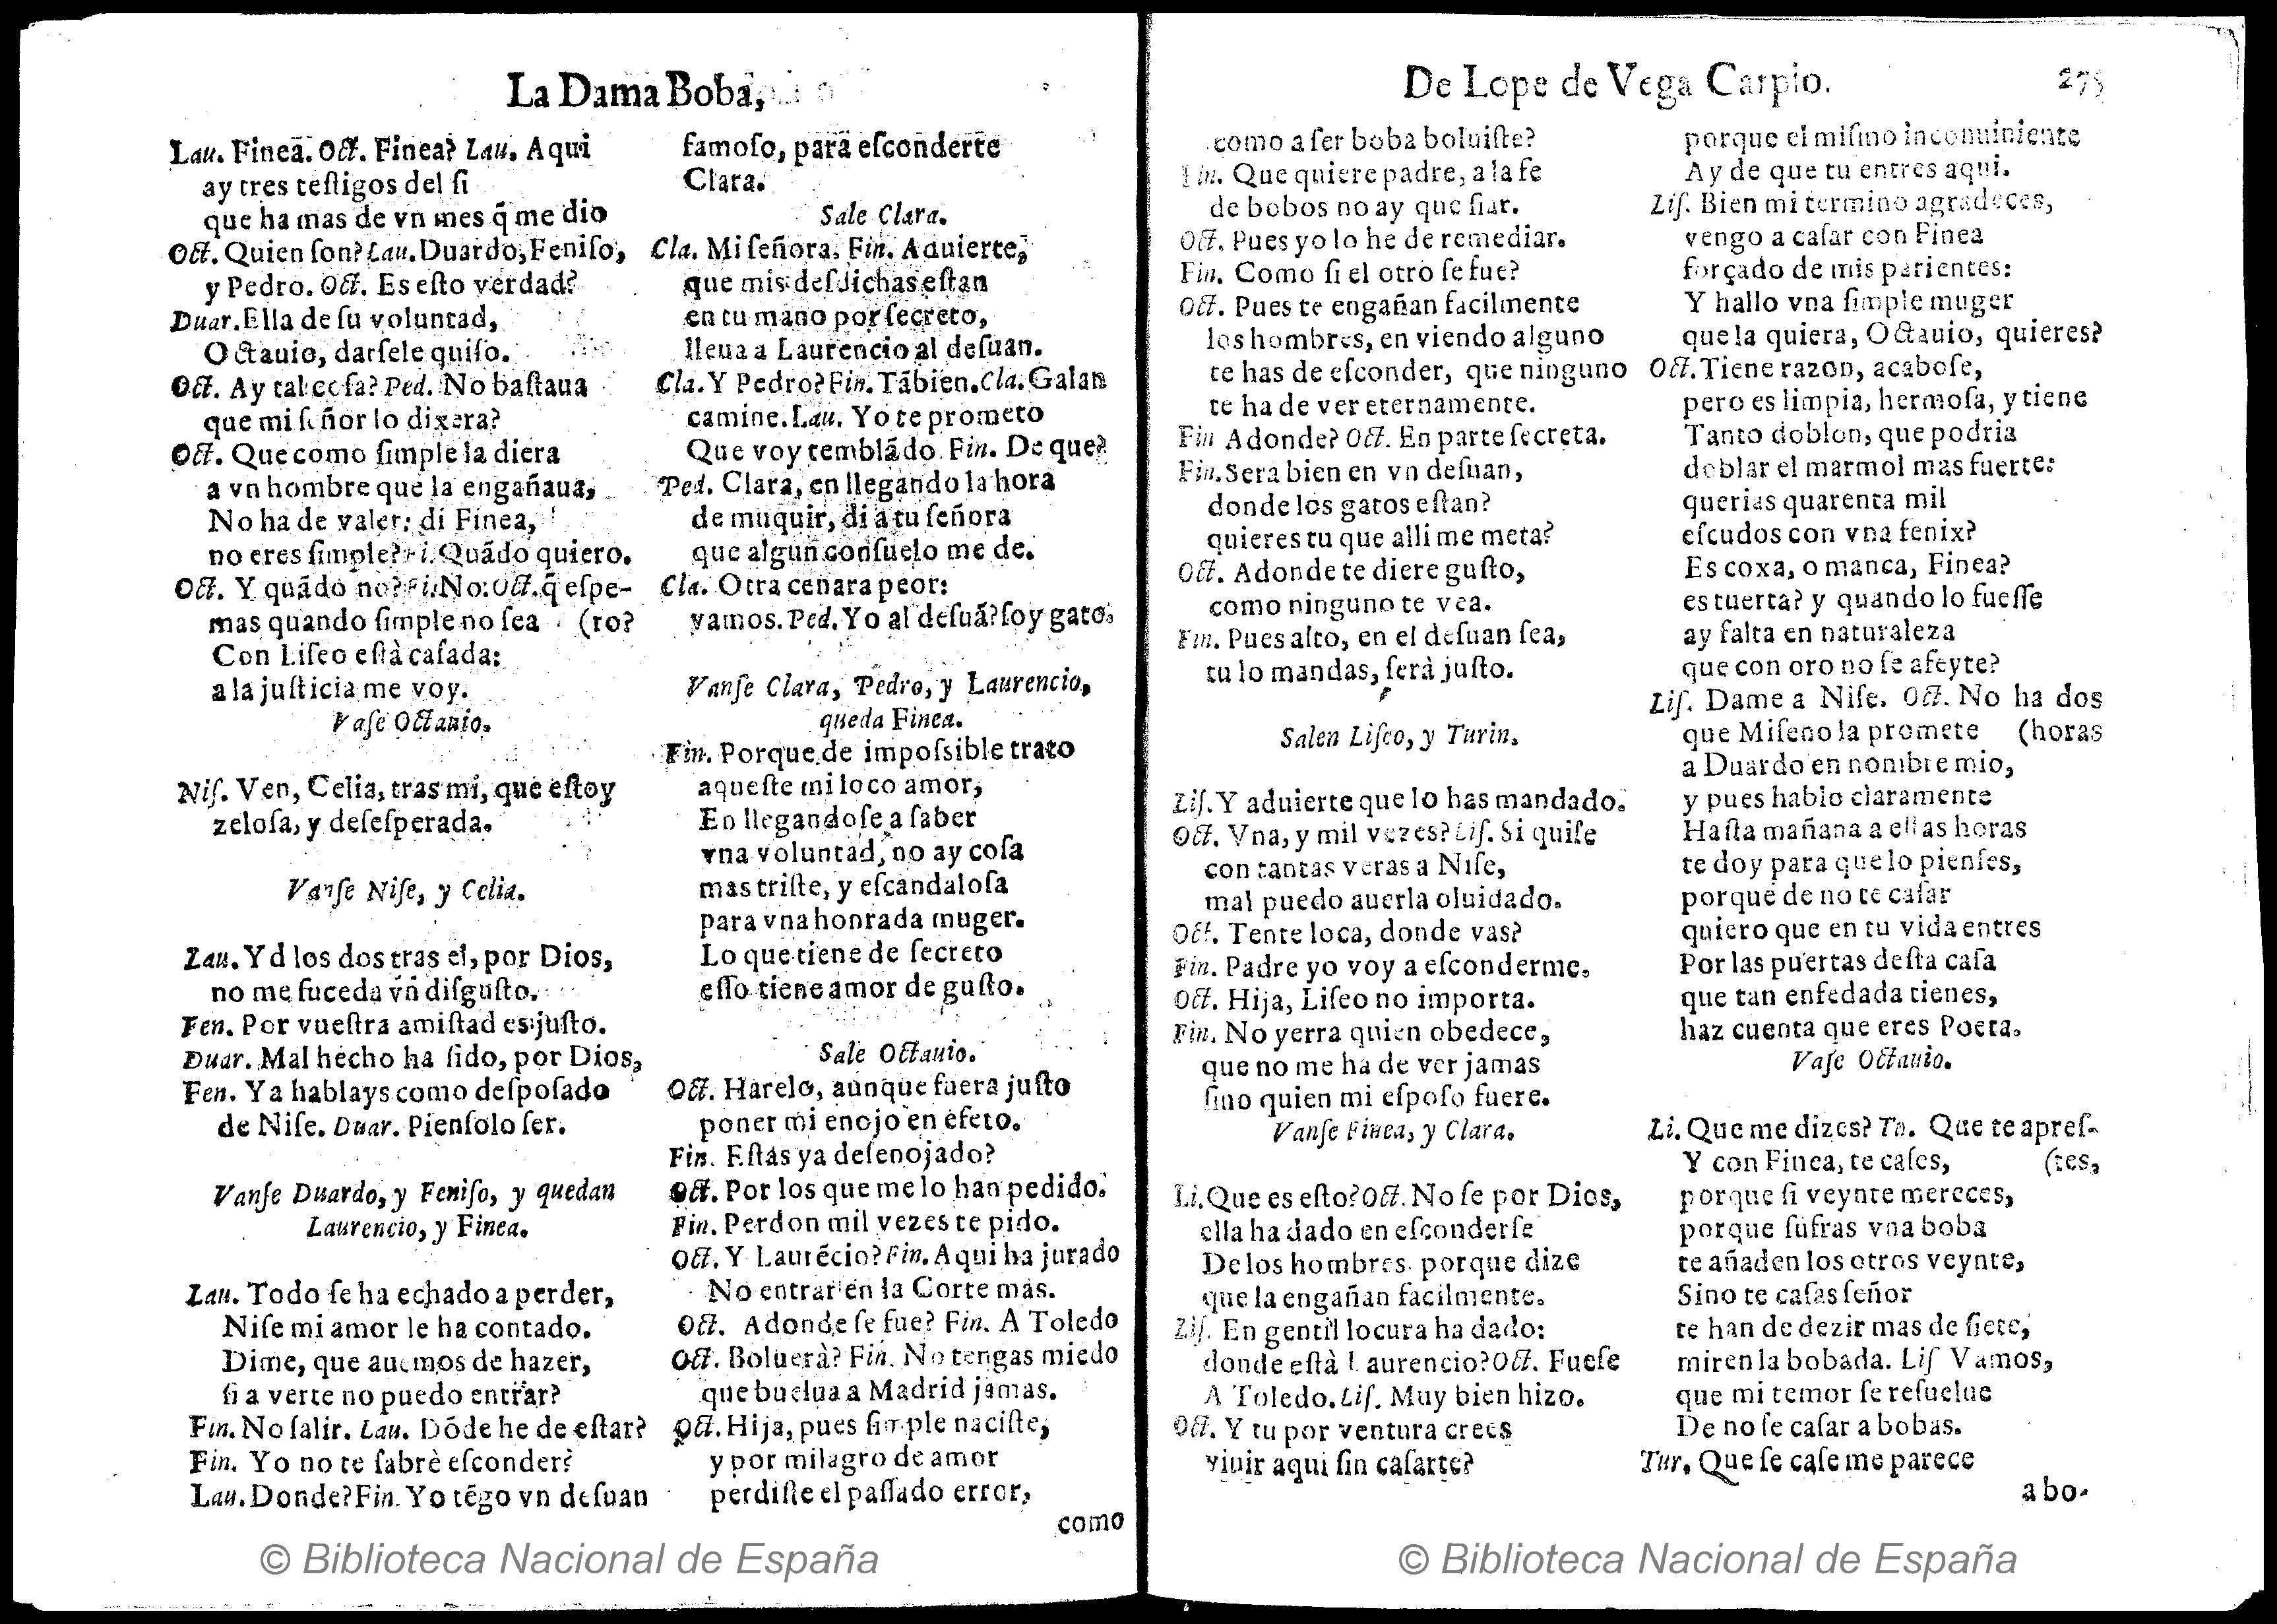 La Dama Boba,
Lau. Fineã. Oct. Finea? Lau. Aqui
ay tres teſtigos del ſi
que ha mas de vn mes q̃ me dio
Oct. Quien ſon? Lau. Duardo, Feniſo,
y Pedro. Oct. Es eſto verdad?
Duar. Ella de ſu voluntad,
Octauio, darſele quiſo.
Oct. Ay tal coſa? Ped. No baſtaua
que mi ſeñor lo dixera?
Oct. Que como ſimple la diera
a vn hombre que la engañaua,
No ha de valer: di Finea,
no eres ſimple? Fi. Quãdo quiero.
Oct. Y quãdo no? Fi. No: Oct. q̃ eſpe-
mas quando ſimple no ſea (ro?
Con Liſeo eſtà caſada:
a la juſticia me voy.
Vaſe Octauio.
Niſ. Ven, Celia, tras mi, que eſtoy
zeloſa, y deſeſperada.
Vanſe Niſe, y Celia.
Lau. Yd los dos tras el, por Dios,
no me ſuceda vn diſguſto.
Fen. Por vueſtra amiſtad es juſto.
Duar. Mal hecho ha ſido, por Dios,
Fen. Ya hablays como deſpoſado
de Niſe. Duar. Pienſolo ſer.
Vanſe Duardo, y Feniſo, y quedan
Laurencio, y Finea.
Lau. Todo ſe ha echado a perder,
Niſe mi amor le ha contado.
Dime, que auemos de hazer,
ſi a verte no puedo entrar?
Fin. No ſalir. Lau. Dõde he de eſtar?
Fin. Yo no te ſabrè eſconder?
Lau. Donde? Fin. Yo tẽgo vn deſuan
famoſo, para eſconderte
Clara.
Sale Clara.
Cla. Mi ſeñora. Fin. Aduierte,
que mis deſdichas eſtan
en tu mano por ſecreto,
lleua a Laurencio al deſuan.
Cla. Y Pedro? Fin. Tãbien. Cla. Galan
camine. Lau. Yo te prometo
Que voy temblãdo. Fin. De que?
Ped. Clara, en llegando la hora
de muquir, di a tu ſeñora
que algun conſuelo me de.
Cla. Otra cenara peor:
vamos. Ped. Yo al deſuã? ſoy gato.
Vanſe Clara, Pedro, y Laurencio,
queda Finea.
Fin. Porque de impoſsible trato
aqueſte mi loco amor,
En llegandoſe a ſaber
vna voluntad, no ay coſa
mas triſte, y eſcandaloſa
para vna honrada muger.
Lo que tiene de ſecreto
eſſo tiene amor de guſto.
Sale Octauio.
Oct. Harelo, aunque fuera juſto
poner mi enojo en efeto.
Fin. Eſtas ya deſenojado?
Oct. Por los que me lo han pedido.
Fin. Perdon mil vezes te pido.
Oct. Y Laurẽcio? Fin. Aqui ha jurado
No entrar en la Corte mas.
Oct. Adonde ſe fue? Fin. A Toledo
Oct. Boluerà? Fin. No tengas miedo
que buelua a Madrid jamas.
Oct. Hija, pues ſimple naciſte,
y por milagro de amor
perdiſte el paſſado error,
como
De Lope de Vega Carpio. 275
como a ſer boba boluiſte?
Fin. Que quiere padre, a la fe
de bobos no ay que fiar.
Oct. Pues yo lo he de remediar.
Fin. Como ſi el otro ſe fue?
Oct. Pues te engañan facilmente
los hombres, en viendo alguno
te has de eſconder, que ninguno
te ha de ver eternamente.
Fin Adonde? Oct. En parte ſecreta.
Fin. Sera bien en vn deſuan,
donde los gatos eſtan?
quieres tu que alli me meta?
Oct. Adonde te diere guſto,
como ninguno te vea.
Fin. Pues alto, en el deſuan ſea,
tu lo mandas, ſerà juſto.
Salen Liſeo, y Turin.
Liſ. Y aduierte que lo has mandado.
Oct. Vna, y mil vezes? Liſ. Si quiſe
con tantas veras a Niſe,
mal puedo auerla oluidado.
Oct. Tente loca, donde vas?
Fin. Padre yo voy a eſconderme.
Oct. Hija, Liſeo no importa.
Fin. No yerra quien obedece,
que no me ha de ver jamas
ſino quien mi eſpoſo fuere.
Vanſe Finea, y Clara.
Li. Que es eſto? Oct. No ſe por Dios,
ella ha dado en eſconderſe
De los hombres, porque dize
que la engañan facilmente.
Liſ. En gentil locura ha dado:
donde eſtà Laurencio? Oct. Fueſe
A Toledo. Liſ. Muy bien hizo.
Oct. Y tu por ventura crees
viuir aqui ſin caſarte?
porque el miſmo inconuiniente
Ay de que tu entres aqui.
Liſ. Bien mi termino agradeces,
vengo a caſar con Finea
forçado de mis parientes:
Y hallo vna ſimple muger
que la quiera, Octauio, quieres?
Oct. Tiene razon, acaboſe,
pero es limpia, hermoſa, y tiene
Tanto doblon, que podria
doblar el marmol mas fuerte:
querias quarenta mil
eſcudos con vna fenix?
Es coxa, o manca, Finea?
es tuerta? y quando lo fueſſe
ay falta en naturaleza
que con oro no ſe afeyte?
Liſ. Dame a Niſe. Oct. No ha dos
que Miſeno la promete (horas
a Duardo en nombre mio,
y pues hablo claramente
Haſta mañana a eſtas horas
te doy para que lo pienſes,
porque de no te caſar
quiero que en tu vida entres
Por las puertas deſta caſa
que tan enfedada tienes,
haz cuenta que eres Poeta.
Vaſe Octauio.
Li. Que me dizes? Tu. Que te apreſ-
Y con Finea, te caſes, (tes,
porque ſi veynte mereces,
porque ſufras vna boba
te añaden los otros veynte,
Sino te caſas ſeñor
te han de dezir mas de ſiete,
miren la bobada. Liſ Vamos,
que mi temor ſe reſuelue
De no ſe caſar a bobas.
Tur. Que ſe caſe me parece
a bo-
© Biblioteca Nacional de España
© Biblioteca Nacional de España